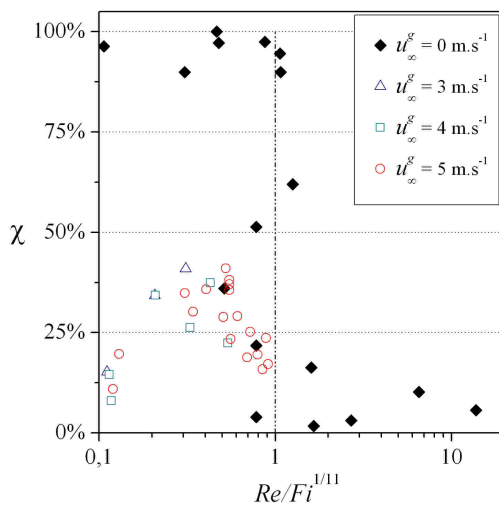 100%
75%
50%
25%
0%
χ
0,1
1
10
Re/Fi^1/11
u^g_∞ = 0 m.s^-1
u^g_∞ = 3 m.s^-1
u^g_∞ = 4 m.s^-1
u^g_∞ = 5 m.s^-1